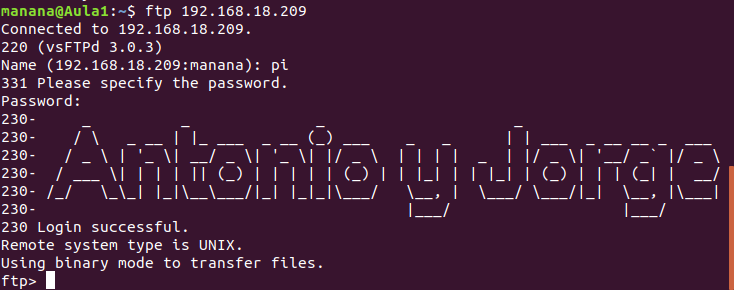 manana@Aula1:~$ ftp 192.168.18.209
Connected to 192.168.18.209.
220 (vsFTPd 3.0.3)
Name (192.168.18.209:manana): pi
331 Please specify the password.
Password:
230-
230-
230- Antonio y Jorge
230-
230-
230-
230 Login successful.
Remote system type is UNIX.
Using binary mode to transfer files.
ftp>